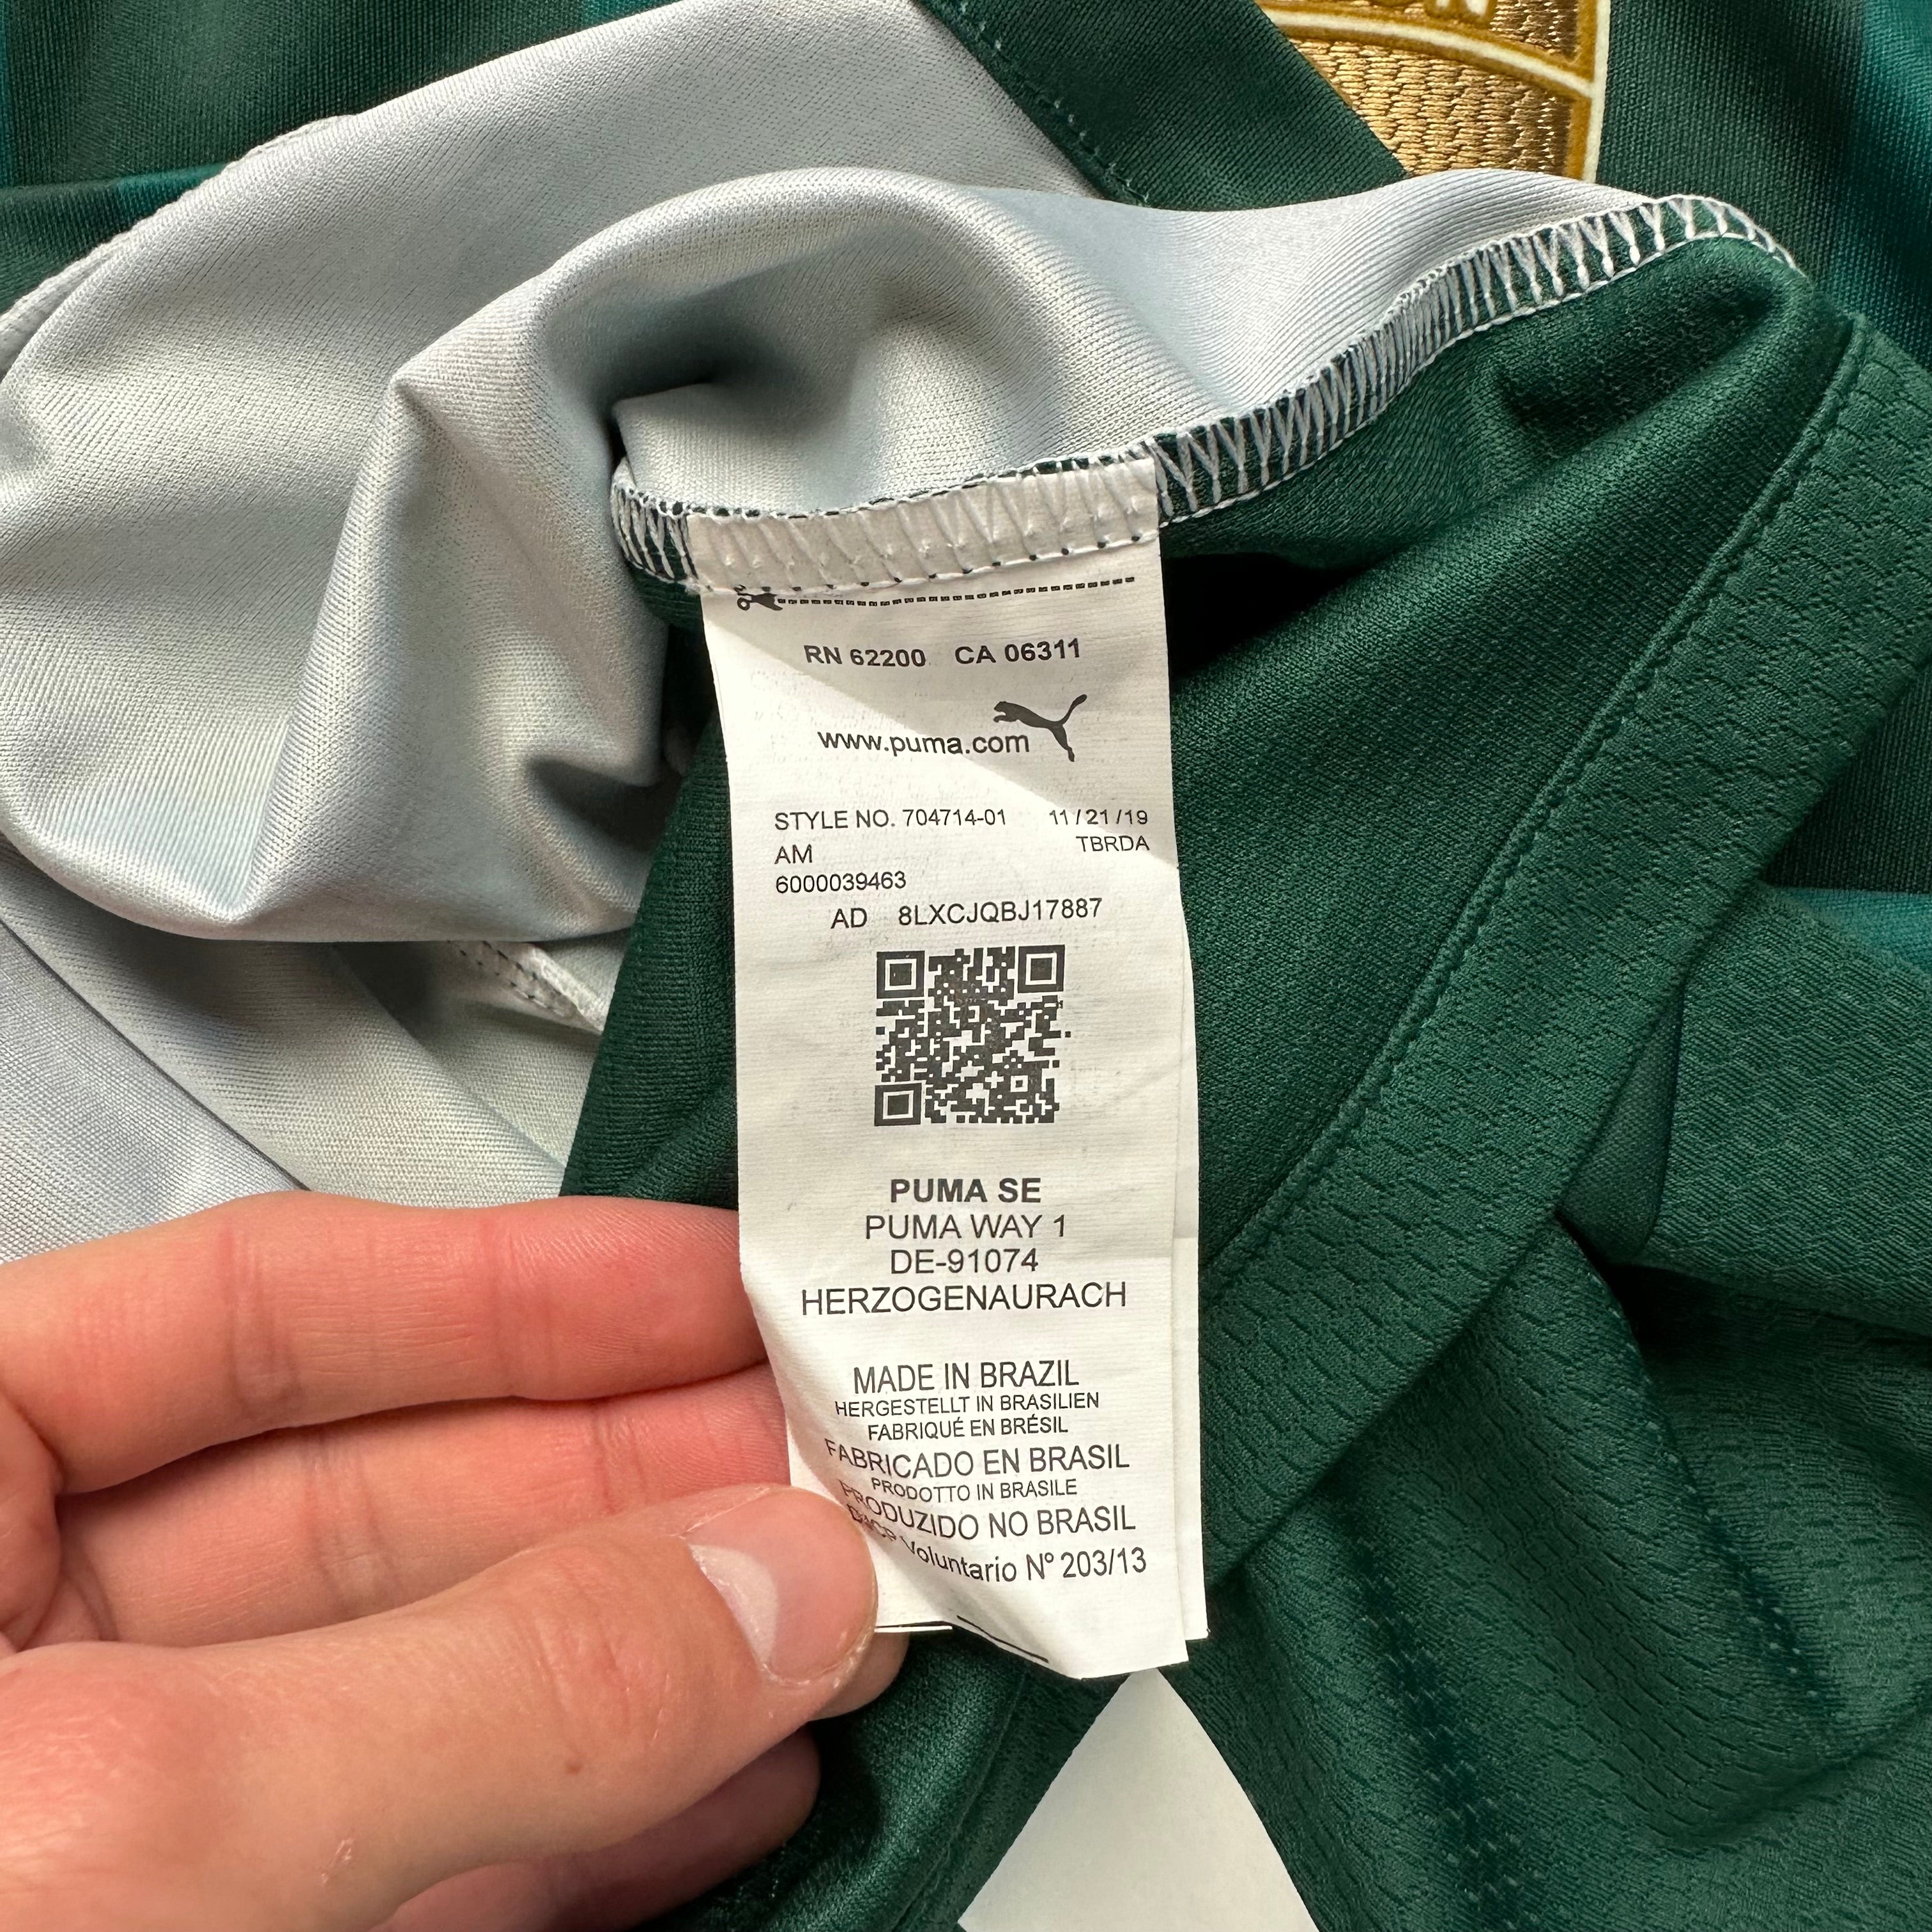 RN 62200 CA 06311
www.puma.com
STYLE NO. 704714-01 11/21/19
AM TBRDA
6000039463
AD 8LXCJQBJ17887
PUMA SE
PUMA WAY 1
DE-91074
HERZOGENAURACH
MADE IN BRAZIL
HERGESTELLT IN BRASILIEN
FABRIQUÉ EN BRÉSIL
FABRICADO EN BRASIL
PRODOTTO IN BRASILE
PRODUZIDO NO BRASIL
Voluntario Nº 203/13